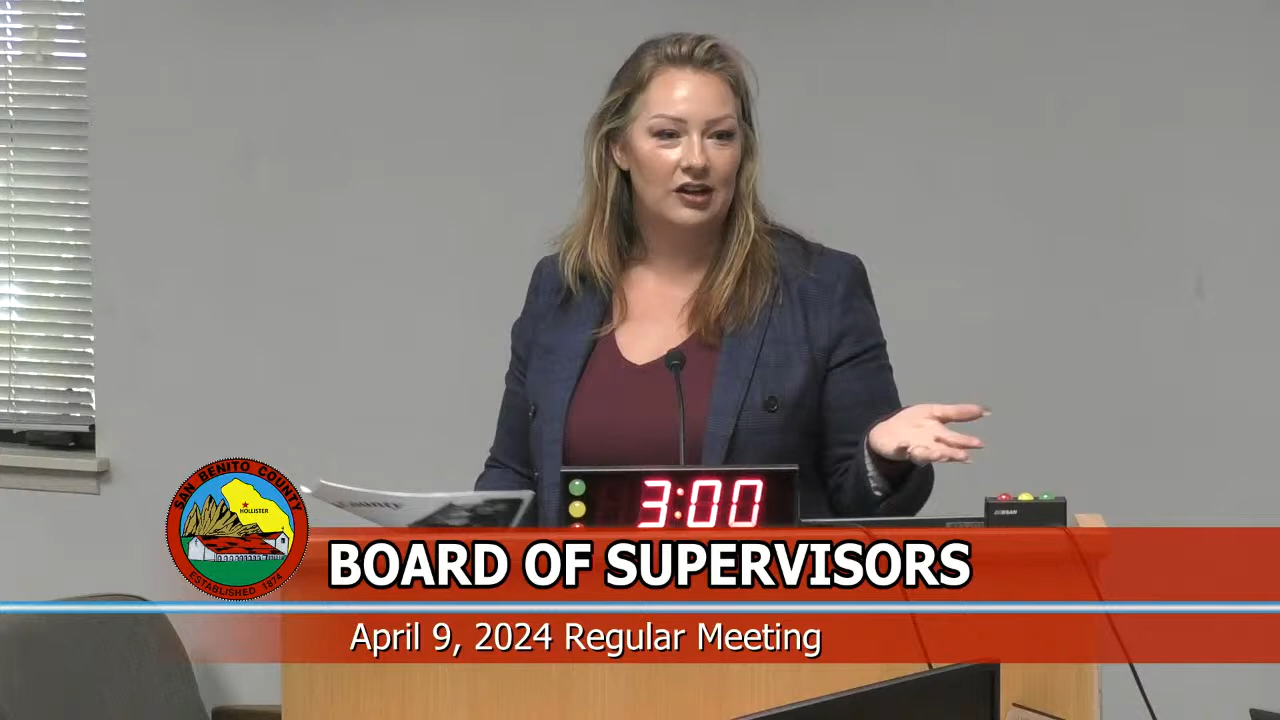 3:00
SAN BENITO COUNTY
HOLLISTER
ESTABLISHED 1874
BOARD OF SUPERVISORS
April 9, 2024 Regular Meeting